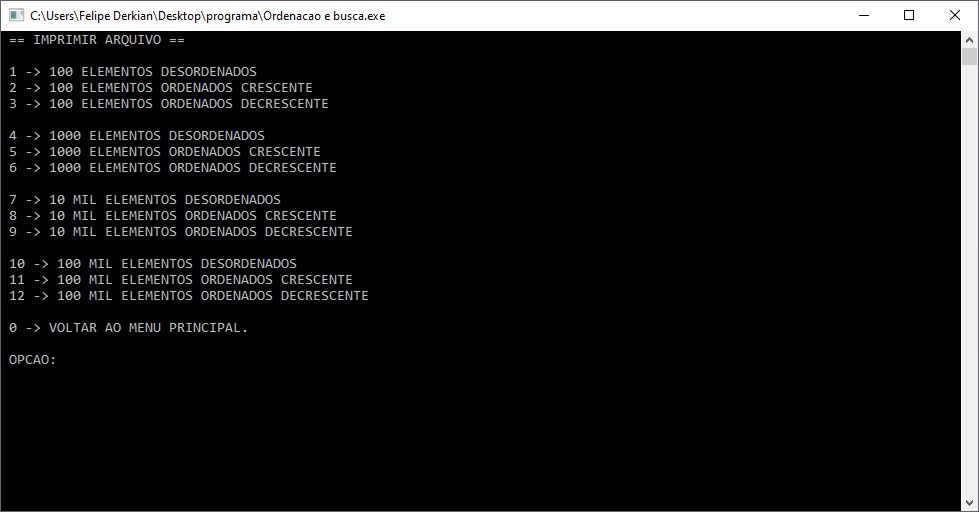 C:\Users\Felipe Derkian\Desktop\programa\Ordenacao e busca.exe
== IMPRIMIR ARQUIVO ==
1 -> 100 ELEMENTOS DESORDENADOS
2 -> 100 ELEMENTOS ORDENADOS CRESCENTE
3 -> 100 ELEMENTOS ORDENADOS DECRESCENTE
4 -> 1000 ELEMENTOS DESORDENADOS
5 -> 1000 ELEMENTOS ORDENADOS CRESCENTE
6 -> 1000 ELEMENTOS ORDENADOS DECRESCENTE
7 -> 10 MIL ELEMENTOS DESORDENADOS
8 -> 10 MIL ELEMENTOS ORDENADOS CRESCENTE
9 -> 10 MIL ELEMENTOS ORDENADOS DECRESCENTE
10 -> 100 MIL ELEMENTOS DESORDENADOS
11 -> 100 MIL ELEMENTOS ORDENADOS CRESCENTE
12 -> 100 MIL ELEMENTOS ORDENADOS DECRESCENTE
0 -> VOLTAR AO MENU PRINCIPAL.
OPCAO: